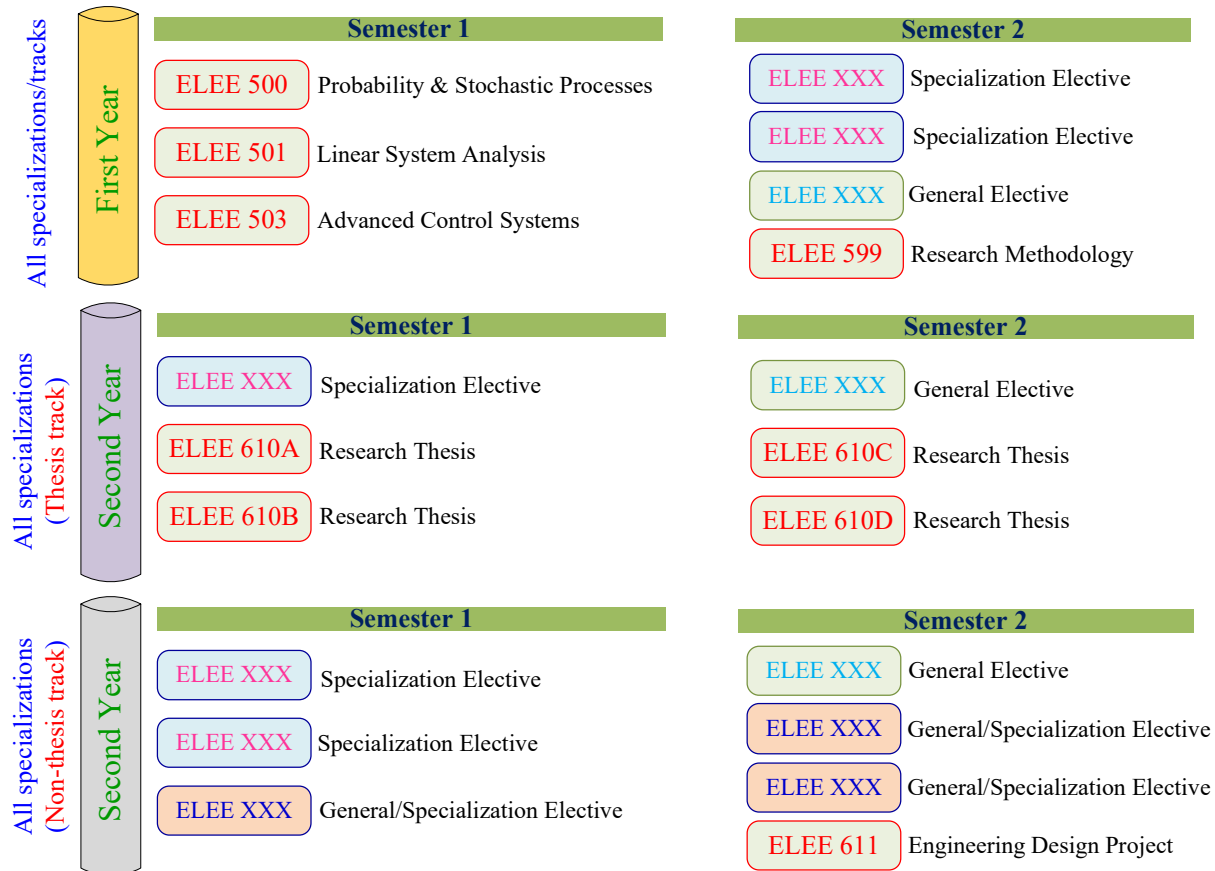 All specializations/tracks
First Year
Semester 1
ELEE 500 Probability & Stochastic Processes
ELEE 501 Linear System Analysis
ELEE 503 Advanced Control Systems
Semester 2
ELEE XXX Specialization Elective
ELEE XXX Specialization Elective
ELEE XXX General Elective
ELEE 599 Research Methodology
All specializations
(Thesis track)
Second Year
Semester 1
ELEE XXX Specialization Elective
ELEE 610A Research Thesis
ELEE 610B Research Thesis
Semester 2
ELEE XXX General Elective
ELEE 610C Research Thesis
ELEE 610D Research Thesis
All specializations
(Non-thesis track)
Second Year
Semester 1
ELEE XXX Specialization Elective
ELEE XXX Specialization Elective
ELEE XXX General/Specialization Elective
Semester 2
ELEE XXX General Elective
ELEE XXX General/Specialization Elective
ELEE XXX General/Specialization Elective
ELEE 611 Engineering Design Project